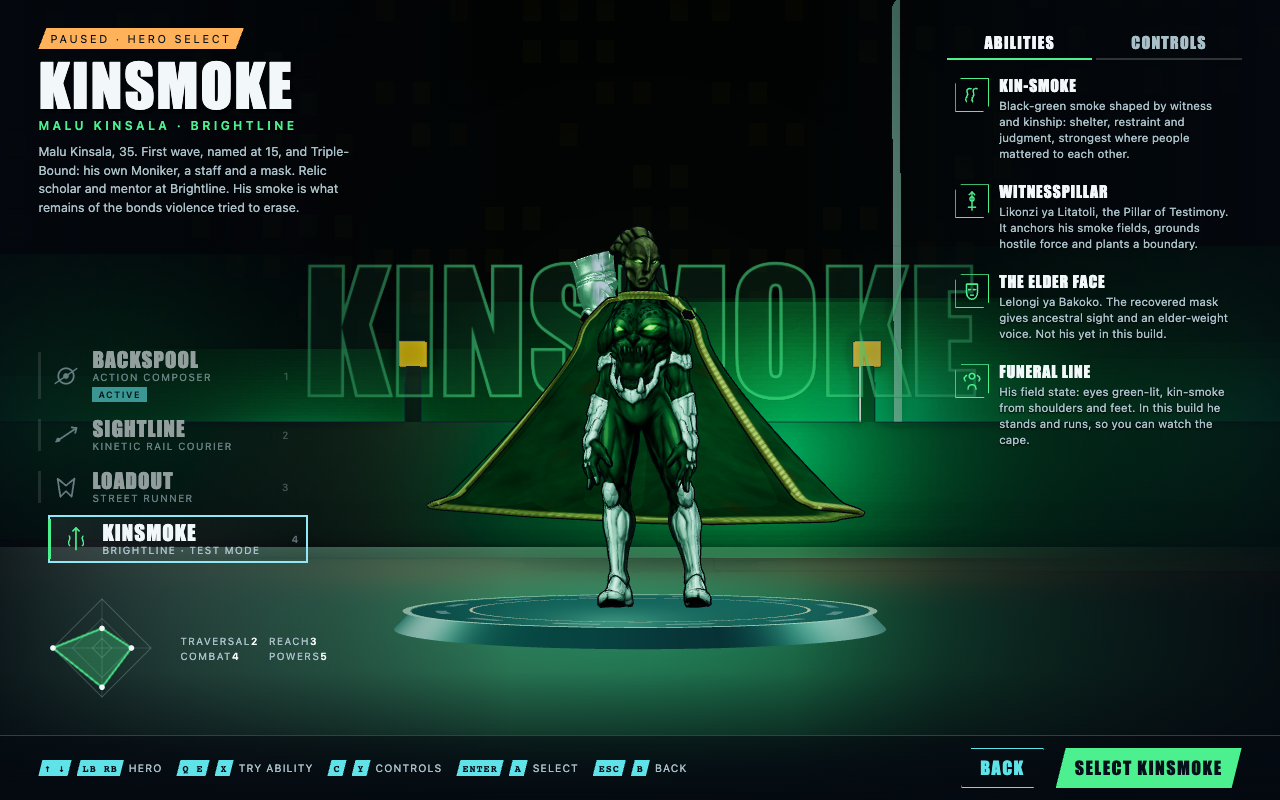 PAUSED · HERO SELECT
KINSMOKE
MALU KINSALA · BRIGHTLINE
Malu Kinsala, 35. First wave, named at 15, and Triple-
Bound: his own Moniker, a staff and a mask. Relic
scholar and mentor at Brightline. His smoke is what
remains of the bonds violence tried to erase.
KINSMOKE
BACKSPOOL
ACTION COMPOSER
1
ACTIVE
SIGHTLINE
KINETIC RAIL COURIER
2
LOADOUT
STREET RUNNER
3
KINSMOKE
BRIGHTLINE · TEST MODE
4
TRAVERSAL2 REACH3
COMBAT4 POWERS5
ABILITIES CONTROLS
KIN-SMOKE
Black-green smoke shaped by witness
and kinship: shelter, restraint and
judgment, strongest where people
mattered to each other.
WITNESSPILLAR
Likonzi ya Litatoli, the Pillar of Testimony.
It anchors his smoke fields, grounds
hostile force and plants a boundary.
THE ELDER FACE
Lelongi ya Bakoko. The recovered mask
gives ancestral sight and an elder-weight
voice. Not his yet in this build.
FUNERAL LINE
His field state: eyes green-lit, kin-smoke
from shoulders and feet. In this build he
stands and runs, so you can watch the
cape.
↑ ↓ LB RB HERO Q E X TRY ABILITY C Y CONTROLS ENTER A SELECT ESC B BACK
BACK
SELECT KINSMOKE